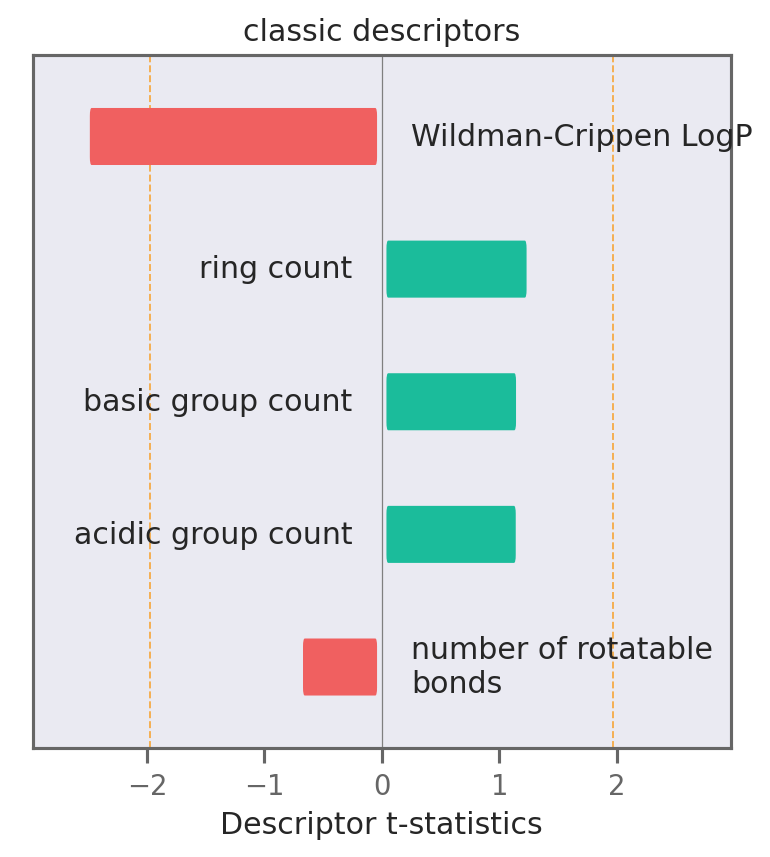 classic descriptors
Wildman-Crippen LogP
ring count
basic group count
acidic group count
number of rotatable
bonds
−2 −1 0 1 2
Descriptor t-statistics